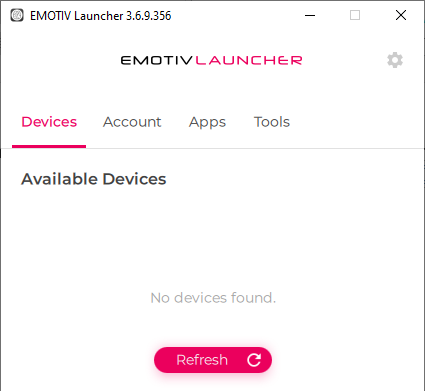 EMOTIV Launcher 3.6.9.356
EMOTIVLAUNCHER
Devices Account Apps Tools
Available Devices
No devices found.
Refresh